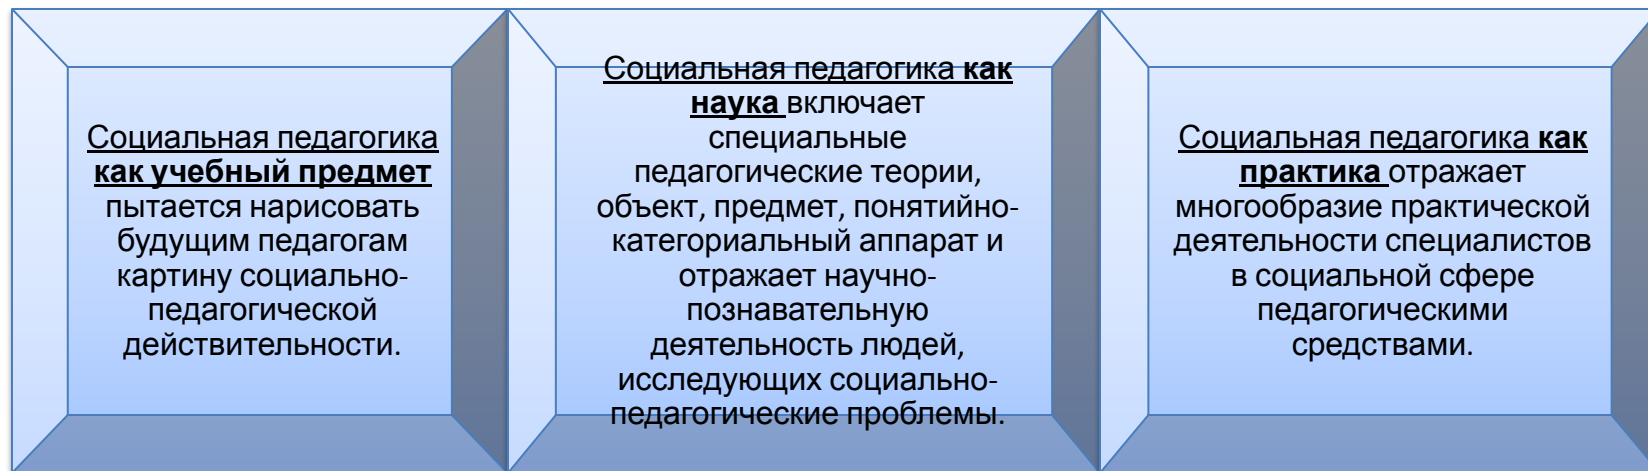 Социальная педагогика
как учебный предмет
пытается нарисовать
будущим педагогам
картину социально-
педагогической
действительности.
Социальная педагогика как
наука включает
специальные
педагогические теории,
объект, предмет, понятийно-
категориальный аппарат и
отражает научно-
познавательную
деятельность людей,
исследующих социально-
педагогические проблемы.
Социальная педагогика как
практика отражает
многообразие практической
деятельности специалистов
в социальной сфере
педагогическими
средствами.